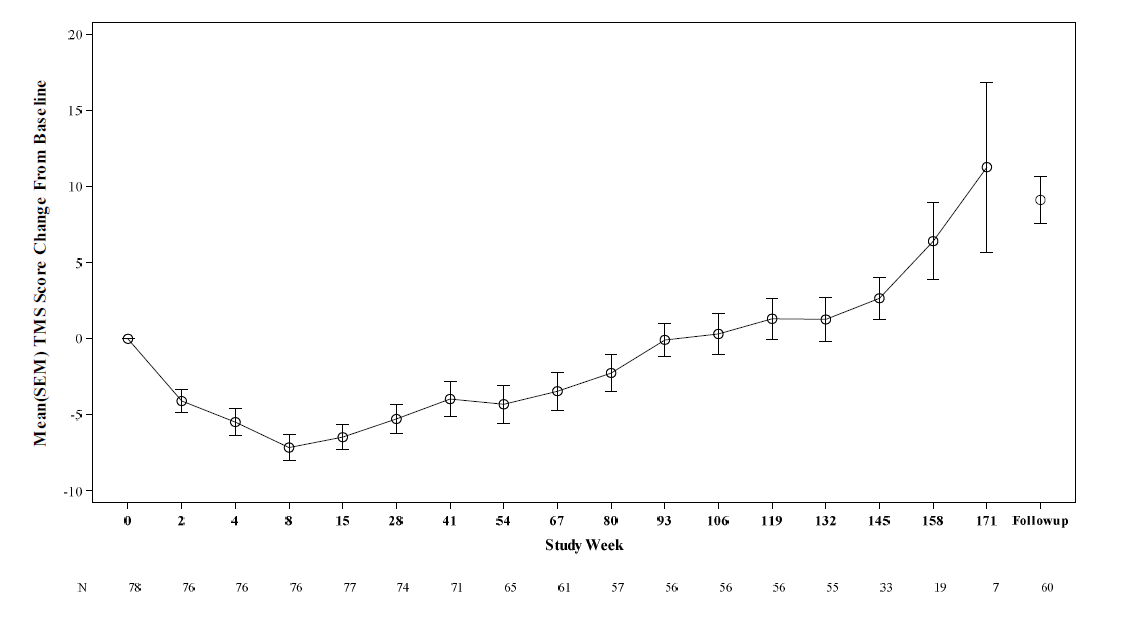 Mean(SEM) TMS Score Change From Baseline
20
15
10
5
0
-5
-10
0 2 4 8 15 28 41 54 67 80 93 106 119 132 145 158 171 Followup
Study Week
N 78 76 76 76 77 74 71 65 61 57 56 56 56 55 33 19 7 60